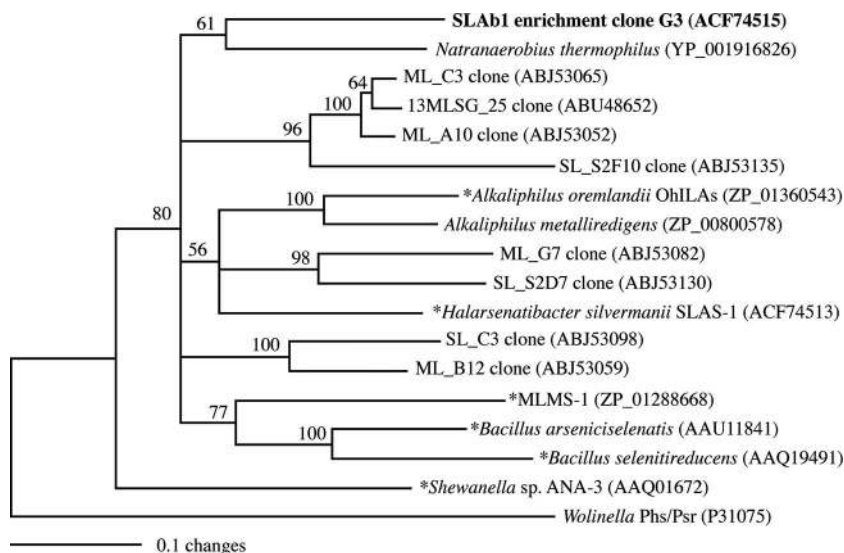 61
SLAb1 enrichment clone G3 (ACF74515)
Natranaerobius thermophilus (YP_001916826)
ML_C3 clone (ABJ53065)
64
13MLSG_25 clone (ABU48652)
100
ML_A10 clone (ABJ53052)
96
SL_S2F10 clone (ABJ53135)
*Alkaliphilus oremlandii OhILAs (ZP_01360543)
100
Alkaliphilus metalliredigens (ZP_00800578)
80
56
ML_G7 clone (ABJ53082)
98
SL_S2D7 clone (ABJ53130)
*Halarsenatibacter silvermanii SLAS-1 (ACF74513)
SL_C3 clone (ABJ53098)
100
ML_B12 clone (ABJ53059)
*MLMS-1 (ZP_01288668)
77
*Bacillus arseniciselenatis (AAU11841)
100
*Bacillus selenitireducens (AAQ19491)
*Shewanella sp. ANA-3 (AAQ01672)
Wolinella Phs/Psr (P31075)
0.1 changes